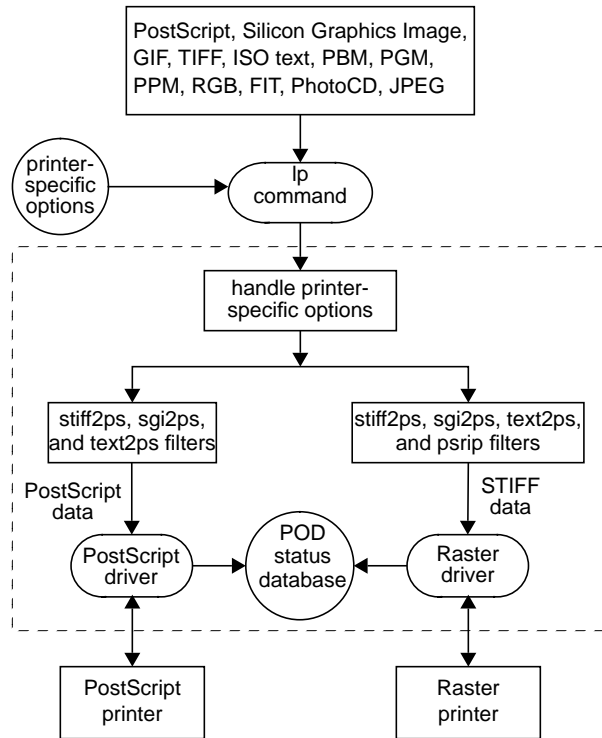 PostScript, Silicon Graphics Image,
GIF, TIFF, ISO text, PBM, PGM,
PPM, RGB, FIT, PhotoCD, JPEG
printer-
specific
options
lp
command
handle printer-
specific options
stiff2ps, sgi2ps,
and text2ps filters
stiff2ps, sgi2ps, text2ps,
and psrip filters
PostScript
data
STIFF
data
PostScript
driver
POD
status
database
Raster
driver
PostScript
printer
Raster
printer